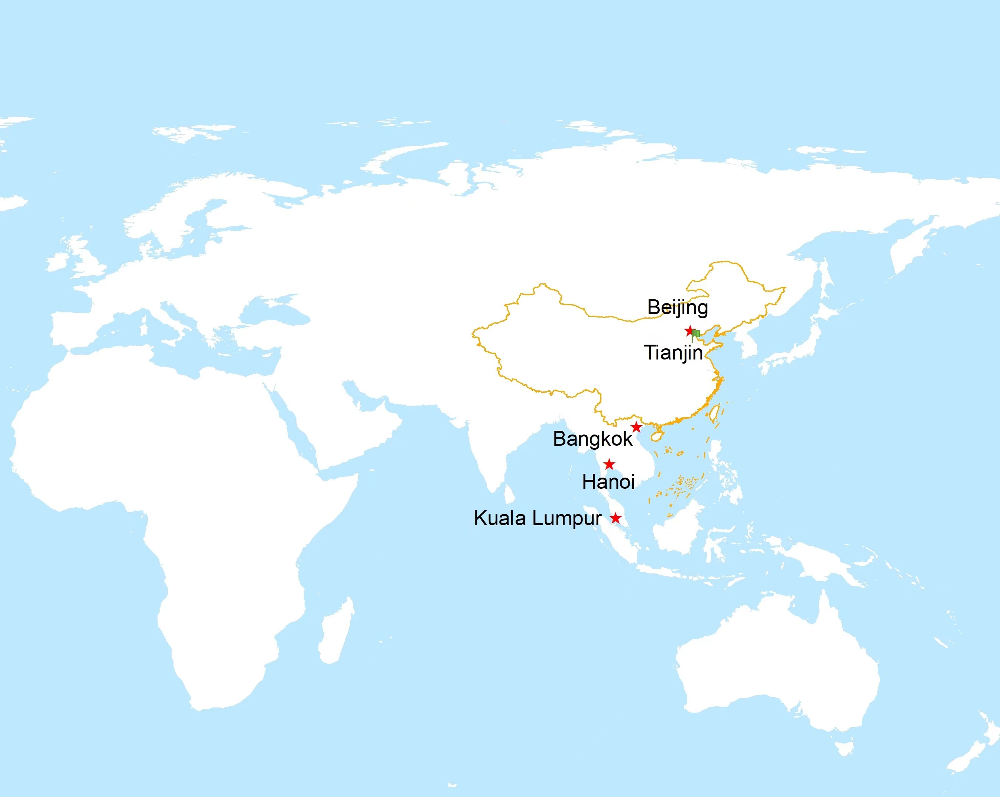 Beijing
Tianjin
Bangkok
Hanoi
Kuala Lumpur